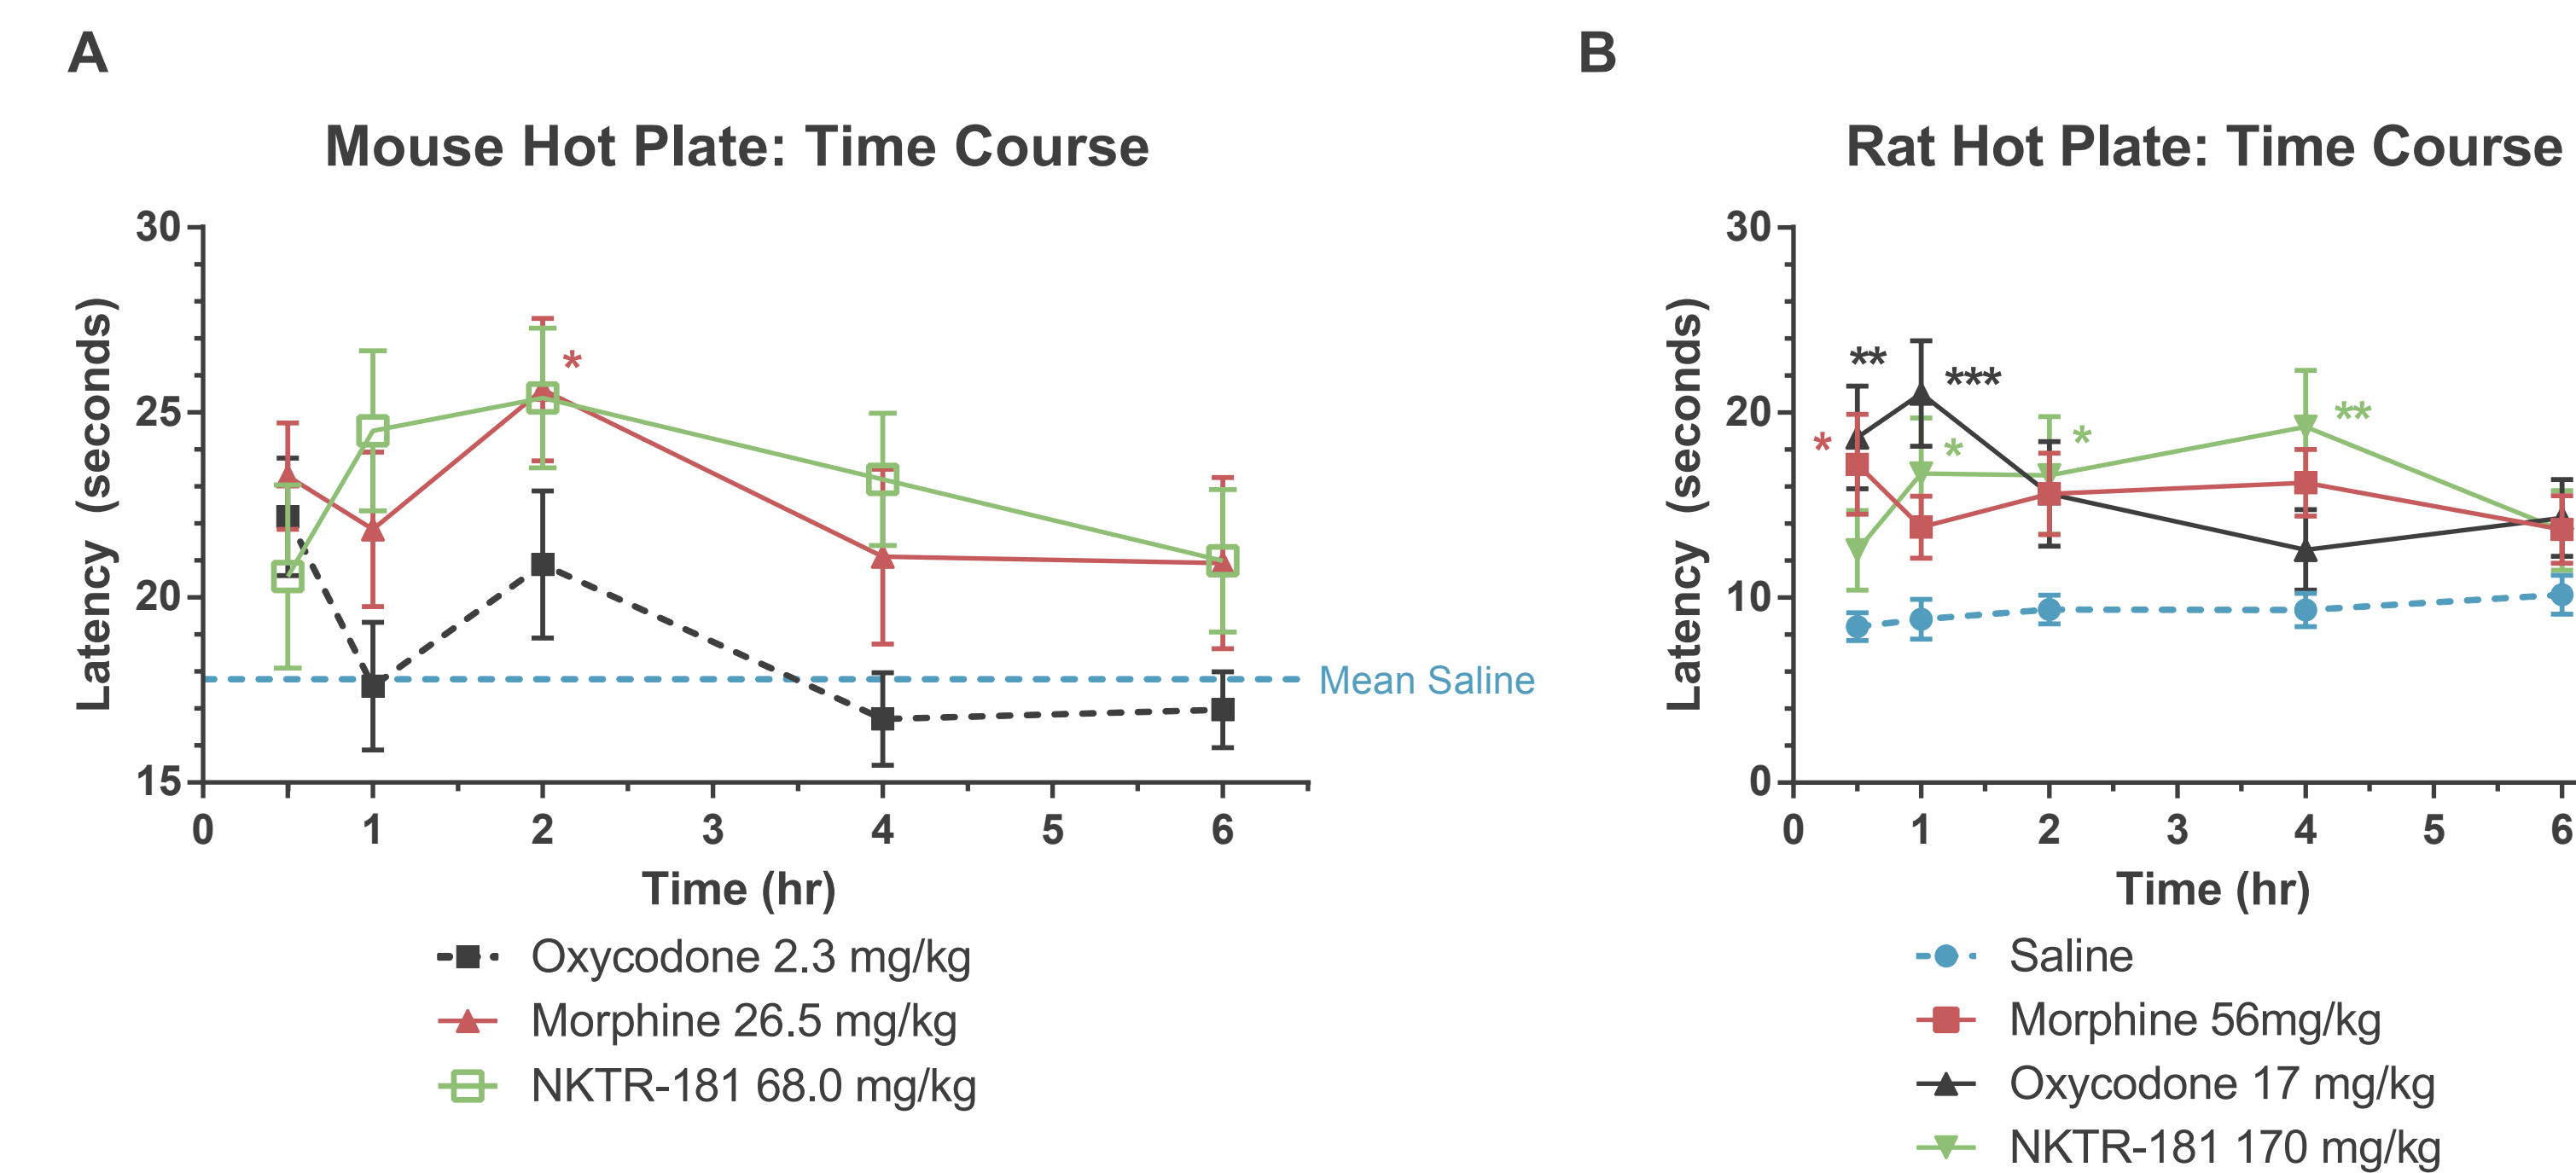 A
Mouse Hot Plate: Time Course
30
25
20
15
Latency (seconds)
*
Mean Saline
0 1 2 3 4 5 6
Time (hr)
Oxycodone 2.3 mg/kg
Morphine 26.5 mg/kg
NKTR-181 68.0 mg/kg
B
Rat Hot Plate: Time Course
30
20
10
0
Latency (seconds)
**
***
*
*
*
**
0 1 2 3 4 5 6
Time (hr)
Saline
Morphine 56mg/kg
Oxycodone 17 mg/kg
NKTR-181 170 mg/kg